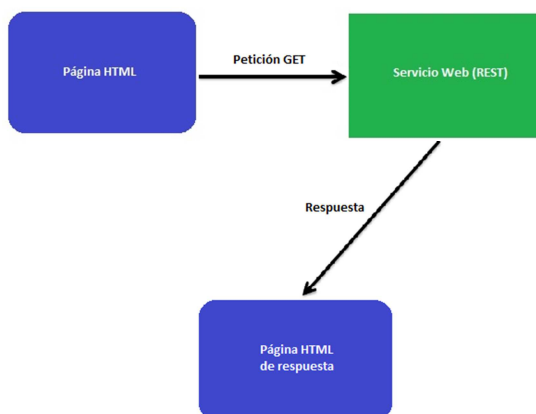 Página HTML
Petición GET
Servicio Web (REST)
Respuesta
Página HTML
de respuesta